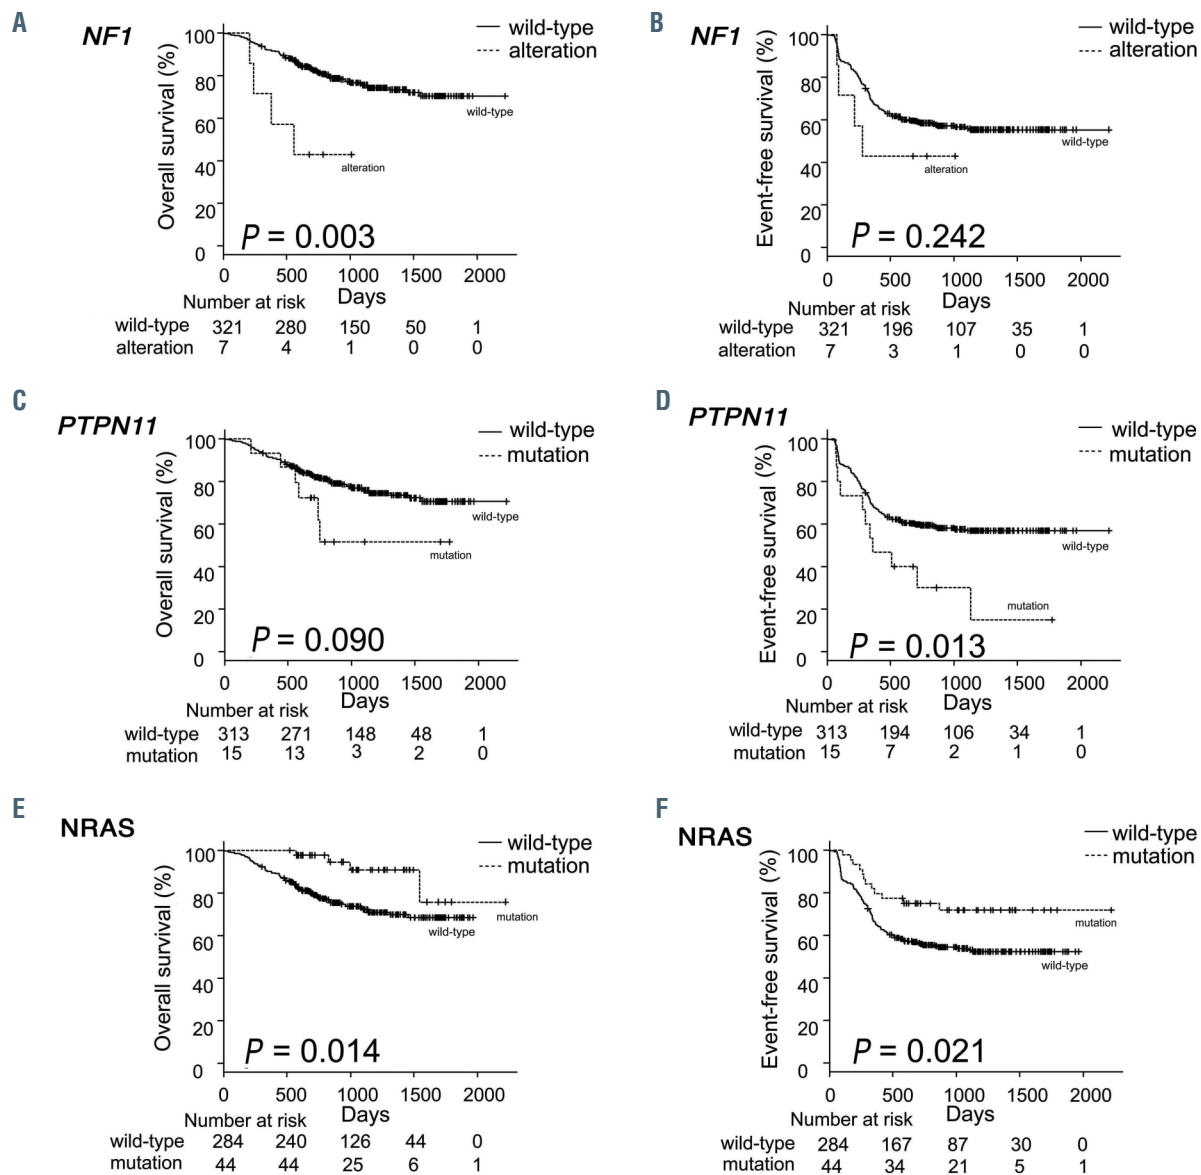 A
NF1
wild-type
alteration
Overall survival (%)
100
80
60
40
20
0
wild-type
alteration
P = 0.003
0 500 1000 1500 2000
Days
Number at risk
wild-type 321 280 150 50 1
alteration 7 4 1 0 0
B
NF1
wild-type
alteration
Event-free survival (%)
100
80
60
40
20
0
wild-type
alteration
P = 0.242
0 500 1000 1500 2000
Days
Number at risk
wild-type 321 196 107 35 1
alteration 7 3 1 0 0
C
PTPN11
wild-type
mutation
Overall survival (%)
100
80
60
40
20
0
wild-type
mutation
P = 0.090
0 500 1000 1500 2000
Days
Number at risk
wild-type 313 271 148 48 1
mutation 15 13 3 2 0
D
PTPN11
wild-type
mutation
Event-free survival (%)
100
80
60
40
20
0
wild-type
mutation
P = 0.013
0 500 1000 1500 2000
Days
Number at risk
wild-type 313 194 106 34 1
mutation 15 7 2 1 0
E
NRAS
wild-type
mutation
Overall survival (%)
100
80
60
40
20
0
mutation
wild-type
P = 0.014
0 500 1000 1500 2000
Days
Number at risk
wild-type 284 240 126 44 0
mutation 44 44 25 6 1
F
NRAS
wild-type
mutation
Event-free survival (%)
100
80
60
40
20
0
mutation
wild-type
P = 0.021
0 500 1000 1500 2000
Days
Number at risk
wild-type 284 167 87 30 0
mutation 44 34 21 5 1